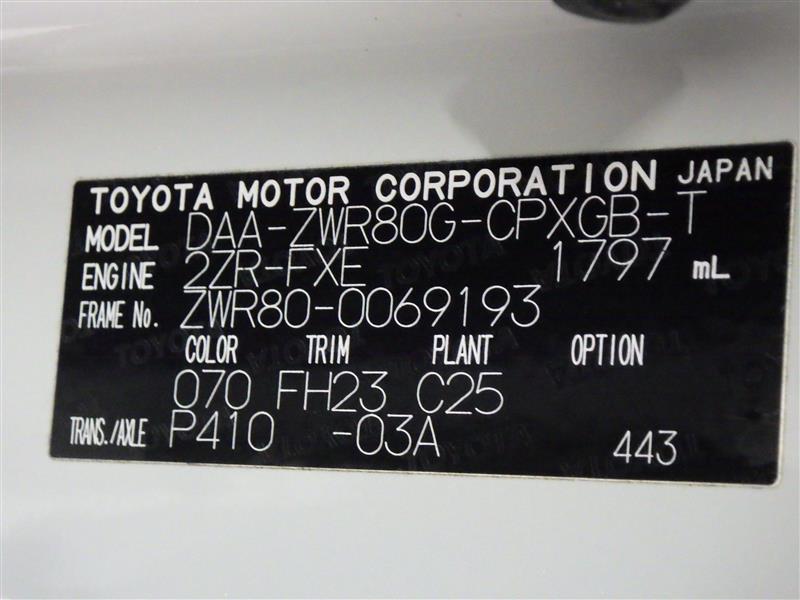 TOYOTA MOTOR CORPORATION JAPAN
MODEL DAA-ZWR80G-CPXGB-T
ENGINE 2ZR-FXE 1797 mL
FRAME No. ZWR80-0069193
COLOR TRIM PLANT OPTION
070 FH23 C25
TRANS./AXLE P410 -03A 443